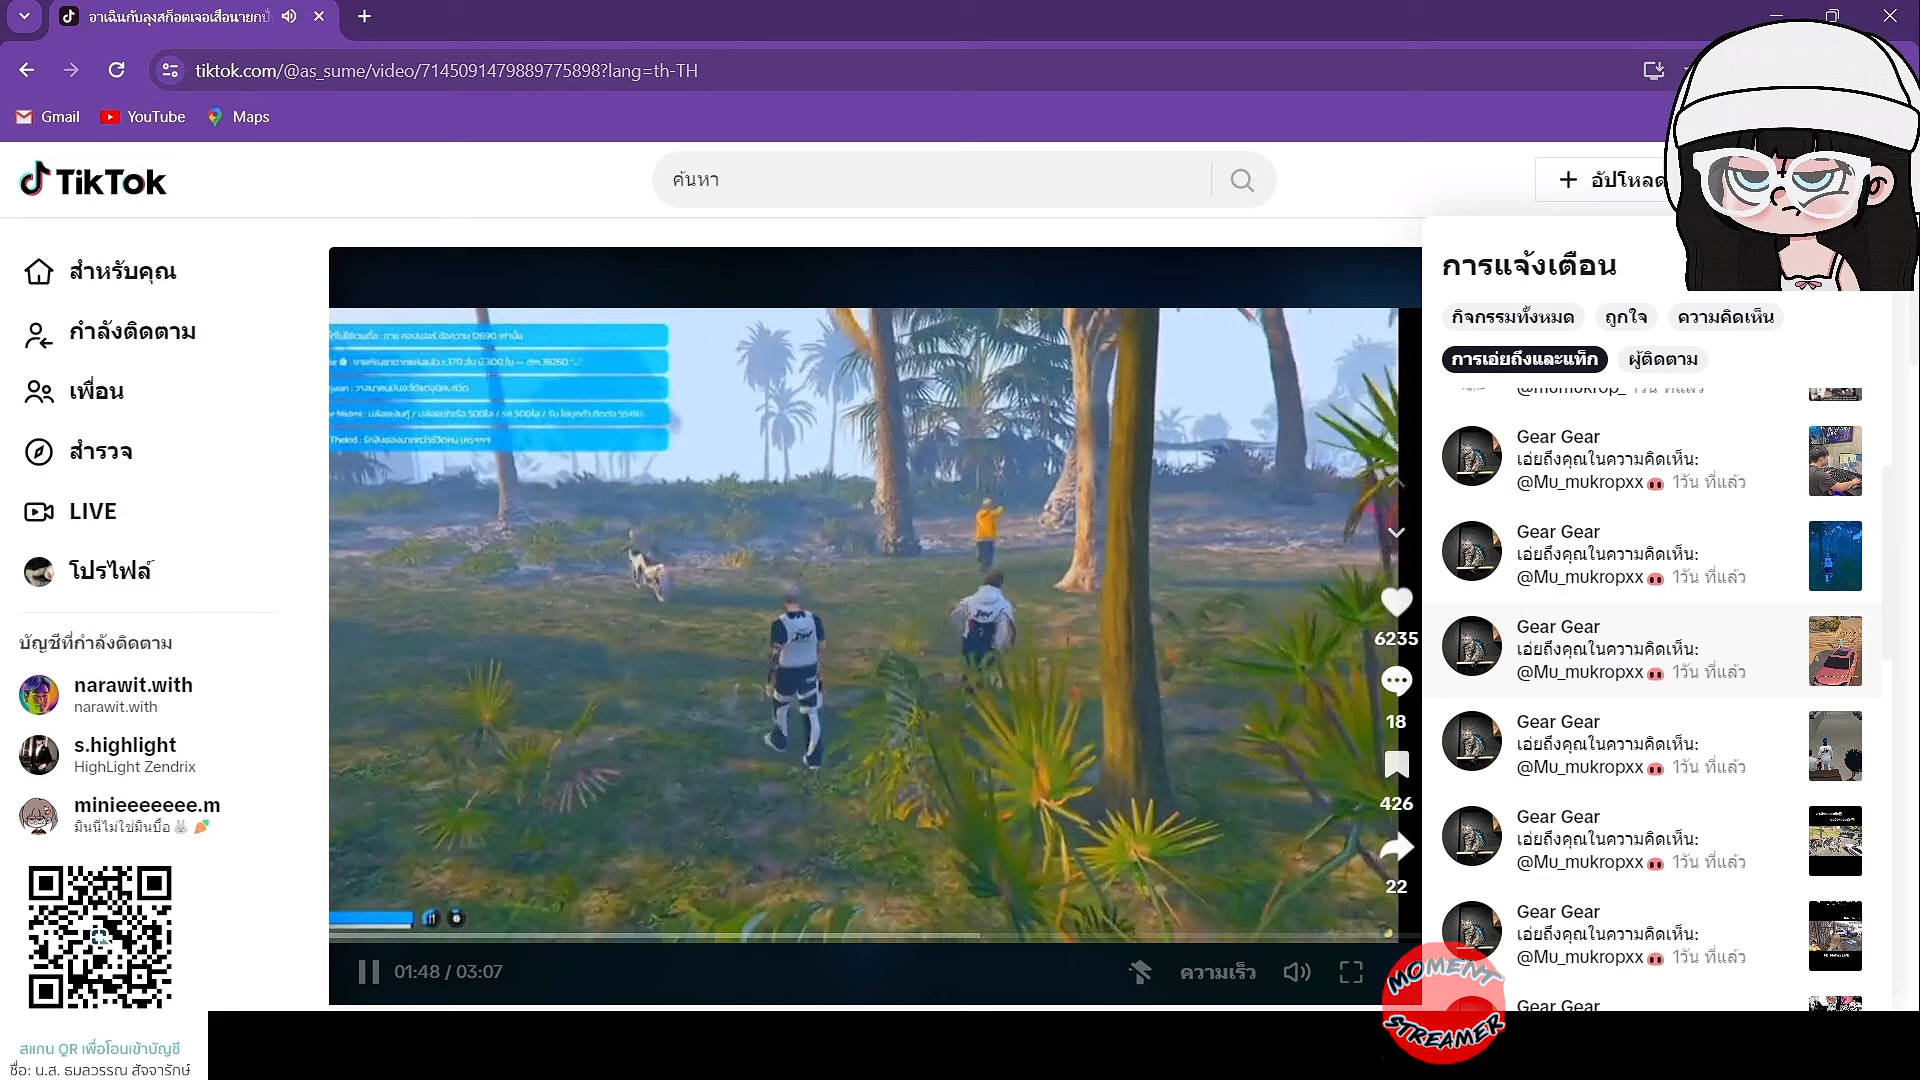 อาเฉินกับลุงสก็อตเจอเสือนายกป้
tiktok.com/@as_sume/video/7145091479889775898?lang=th-TH
Gmail
YouTube
Maps
TikTok
ค้นหา
อัปโหลด
สำหรับคุณ
กำลังติดตาม
เพื่อน
สำรวจ
LIVE
โปรไฟล์
บัญชีที่กำลังติดตาม
narawit.with
narawit.with
s.highlight
HighLight Zendrix
minieeeeeee.m
มินนี่ไม่ใช่มินบื้อ🐰🥕
สแกน QR เพื่อโอนเข้าบัญชี
ชื่อ: น.ส. ธมลวรรณ สัจจารักษ์
6235
18
426
22
01:48 / 03:07
ความเร็ว
การแจ้งเตือน
กิจกรรมทั้งหมด
ถูกใจ
ความคิดเห็น
การเอ่ยถึงและแท็ก
ผู้ติดตาม
@mumukrop_ 1วัน ที่แล้ว
Gear Gear
เอ่ยถึงคุณในความคิดเห็น:
@Mu_mukropxx🐽 1วัน ที่แล้ว
Gear Gear
เอ่ยถึงคุณในความคิดเห็น:
@Mu_mukropxx🐽 1วัน ที่แล้ว
Gear Gear
เอ่ยถึงคุณในความคิดเห็น:
@Mu_mukropxx🐽 1วัน ที่แล้ว
Gear Gear
เอ่ยถึงคุณในความคิดเห็น:
@Mu_mukropxx🐽 1วัน ที่แล้ว
Gear Gear
เอ่ยถึงคุณในความคิดเห็น:
@Mu_mukropxx🐽 1วัน ที่แล้ว
Gear Gear
เอ่ยถึงคุณในความคิดเห็น:
@Mu_mukropxx🐽 1วัน ที่แล้ว
Gear Gear
MOMENT
STREAMER